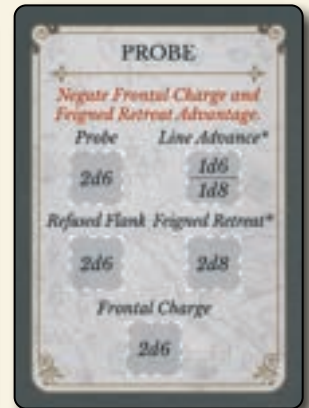 PROBE
Negate Frontal Charge and
Feigned Retreat Advantage.
Probe Line Advance*
2d6 1d6
1d8
Refused Flank Feigned Retreat*
2d6 2d8
Frontal Charge
2d6